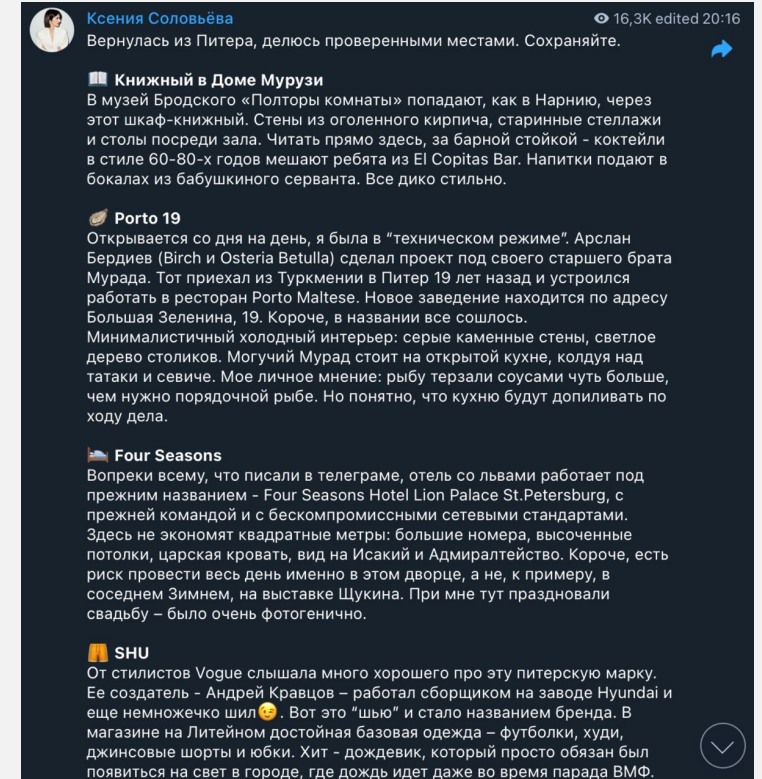 Ксения Соловьёва
16,3K edited 20:16
Вернулась из Питера, делюсь проверенными местами. Сохраняйте.
📖 Книжный в Доме Мурузи
В музей Бродского «Полторы комнаты» попадают, как в Нарнию, через
этот шкаф-книжный. Стены из оголенного кирпича, старинные стеллажи
и столы посреди зала. Читать прямо здесь, за барной стойкой - коктейли
в стиле 60-80-х годов мешают ребята из El Copitas Bar. Напитки подают в
бокалах из бабушкиного серванта. Все дико стильно.
🦪 Porto 19
Открывается со дня на день, я была в “техническом режиме”. Арслан
Бердиев (Birch и Osteria Betulla) сделал проект под своего старшего брата
Мурада. Тот приехал из Туркмении в Питер 19 лет назад и устроился
работать в ресторан Porto Maltese. Новое заведение находится по адресу
Большая Зеленина, 19. Короче, в названии все сошлось.
Минималистичный холодный интерьер: серые каменные стены, светлое
дерево столиков. Могучий Мурад стоит на открытой кухне, колдуя над
татаки и севиче. Мое личное мнение: рыбу терзали соусами чуть больше,
чем нужно порядочной рыбе. Но понятно, что кухню будут допиливать по
ходу дела.
🛌 Four Seasons
Вопреки всему, что писали в телеграме, отель со львами работает под
прежним названием - Four Seasons Hotel Lion Palace St.Petersburg, с
прежней командой и с бескомпромиссными сетевыми стандартами.
Здесь не экономят квадратные метры: большие номера, высоченные
потолки, царская кровать, вид на Исакий и Адмиралтейство. Короче, есть
риск провести весь день именно в этом дворце, а не, к примеру, в
соседнем Зимнем, на выставке Щукина. При мне тут праздновали
свадьбу – было очень фотогенично.
🩳 SHU
От стилистов Vogue слышала много хорошего про эту питерскую марку.
Ее создатель - Андрей Кравцов – работал сборщиком на заводе Hyundai и
еще немножечко шил😉. Вот это “шью” и стало названием бренда. В
магазине на Литейном достойная базовая одежда – футболки, худи,
джинсовые шорты и юбки. Хит - дождевик, который просто обязан был
появиться на свет в городе, где дождь идет даже во время парада ВМФ.